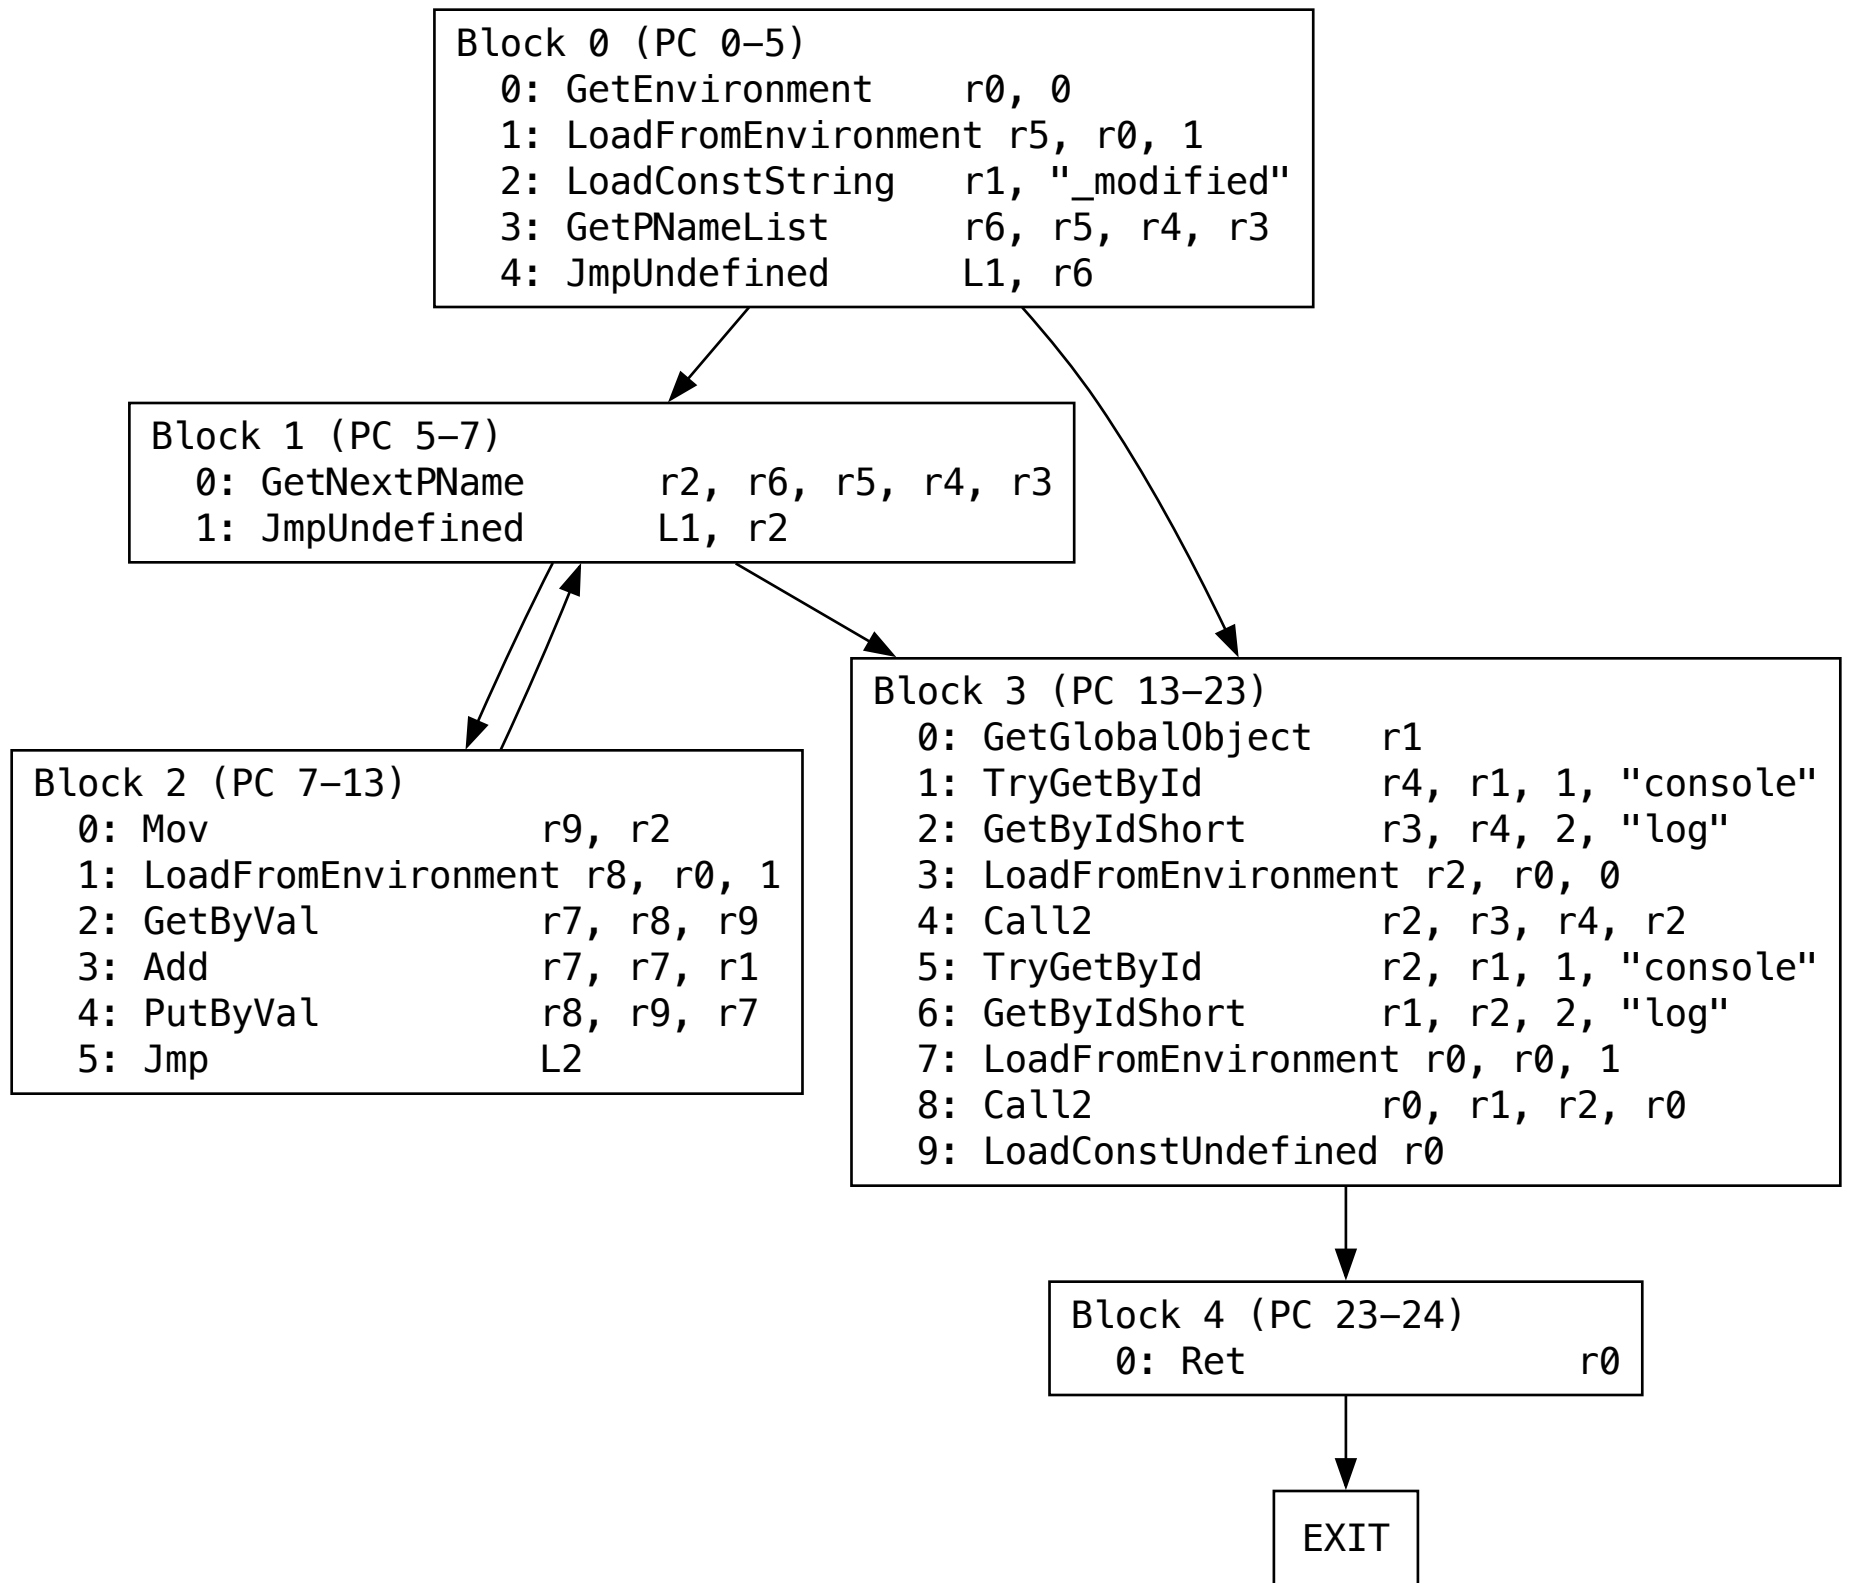 Block 0 (PC 0–5)
0: GetEnvironment r0, 0
1: LoadFromEnvironment r5, r0, 1
2: LoadConstString r1, "_modified"
3: GetPNameList r6, r5, r4, r3
4: JmpUndefined L1, r6
Block 1 (PC 5–7)
0: GetNextPName r2, r6, r5, r4, r3
1: JmpUndefined L1, r2
Block 2 (PC 7–13)
0: Mov r9, r2
1: LoadFromEnvironment r8, r0, 1
2: GetByVal r7, r8, r9
3: Add r7, r7, r1
4: PutByVal r8, r9, r7
5: Jmp L2
Block 3 (PC 13–23)
0: GetGlobalObject r1
1: TryGetById r4, r1, 1, "console"
2: GetByIdShort r3, r4, 2, "log"
3: LoadFromEnvironment r2, r0, 0
4: Call2 r2, r3, r4, r2
5: TryGetById r2, r1, 1, "console"
6: GetByIdShort r1, r2, 2, "log"
7: LoadFromEnvironment r0, r0, 1
8: Call2 r0, r1, r2, r0
9: LoadConstUndefined r0
Block 4 (PC 23–24)
0: Ret r0
EXIT